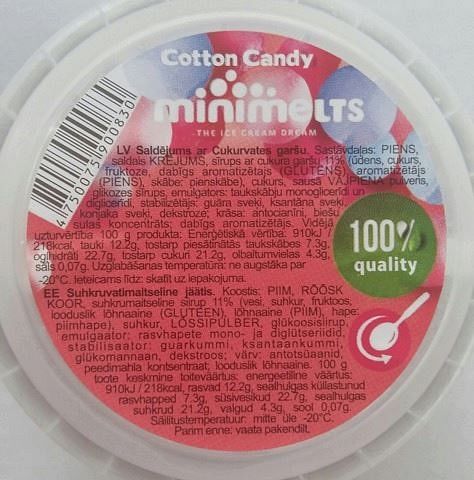 Cotton Candy
minimelts
- THE ICE CREAM DREAM -
4 750075 900830
LV Saldējums ar Cukurvates garšu. Sastāvdaļas: PIENS,
saldais KRĒJUMS, sīrups ar cukura garšu 11% (ūdens, cukurs,
fruktoze, dabīgs aromatizētājs (GLUTĒNS), aromatizētājs
(PIENS), skābe: pienskābe), cukurs, sausā VĀJPIENA pulveris,
glikozes sīrups, emulgators: taukskābju monoglicerīdi un
diglicerīdi, stabilizētājs: guāra sveķi, ksantāna sveķi,
konjaka sveķi, dekstroze; krāsa: antociānīni, biešu
sulas koncentrāts; dabīgs aromatizētājs. Vidējā
uzturvērtība 100 g produkta: Enerģētiskā vērtība: 910kJ /
218kcal, tauki 12.2g, tostarp piesātinātās taukskābes 7.3g,
ogļhidrāti 22.7g, tostarp cukuri 21.2g, olbaltumvielas 4.3g,
sāls 0,07g. Uzglabāšanas temperatūra: ne augstāka par
-20°C. Ieteicams līdz: skatīt uz iepakojuma.
100%
quality
EE Suhkruvatimaitseline jäätis. Koostis: PIIM, RÕÕSK
KOOR, suhkrumaitseline siirup 11% (vesi, suhkur, fruktoos,
looduslik lõhnaaine (GLUTEEN), lõhnaaine (PIIM), hape:
piimhape), suhkur, LÕSSIPULBER, glükoosisiirup,
emulgaator: rasvhapete mono- ja diglütseriidid,
stabilisaator: guarkummi, ksantaankummi,
glükomannaan, dekstroos; värv: antotsüaanid,
peedimahla kontsentraat; looduslik lõhnaaine. 100 g
toote keskmine toiteväärtus: energeetiline väärtus:
910kJ / 218kcal, rasvad 12.2g, sealhulgas küllastunud
rasvhapped 7.3g, süsivesikud 22.7g, sealhulgas
suhkrud 21.2g, valgud 4.3g, sool 0,07g.
Säilitustemperatuur: mitte üle -20°C.
Parim enne: vaata pakendilt.